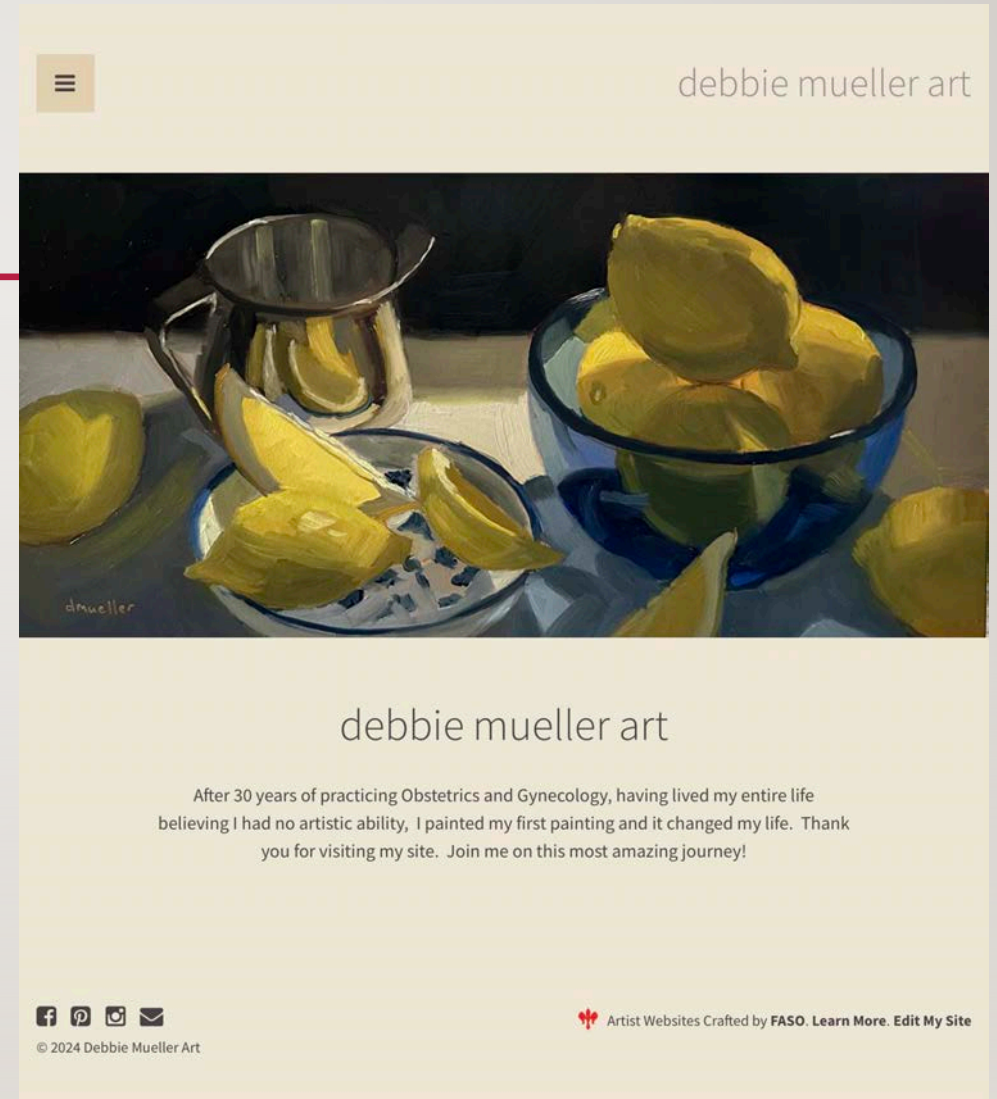 debbie mueller art
dmueller
debbie mueller art
After 30 years of practicing Obstetrics and Gynecology, having lived my entire life
believing I had no artistic ability,  I painted my first painting and it changed my life.  Thank
you for visiting my site.  Join me on this most amazing journey!
Artist Websites Crafted by FASO. Learn More. Edit My Site
© 2024 Debbie Mueller Art